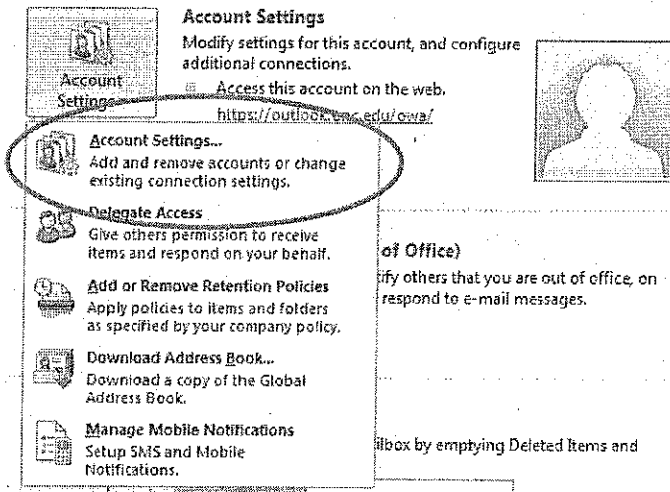 Account Settings
Modify settings for this account, and configure
additional connections.
Access this account on the web.
Account
Settings
Account Settings...
Add and remove accounts or change
existing connection settings.
Delegate Access
Give others permission to receive
items and respond on your behalf.
of Office)
ify others that you are out of office, on
respond to e-mail messages.
Add or Remove Retention Policies
Apply policies to items and folders
as specified by your company policy.
Download Address Book...
Download a copy of the Global
Address Book.
Manage Mobile Notifications
Setup SMS and Mobile
Notifications.
ilbox by emptying Deleted Items and